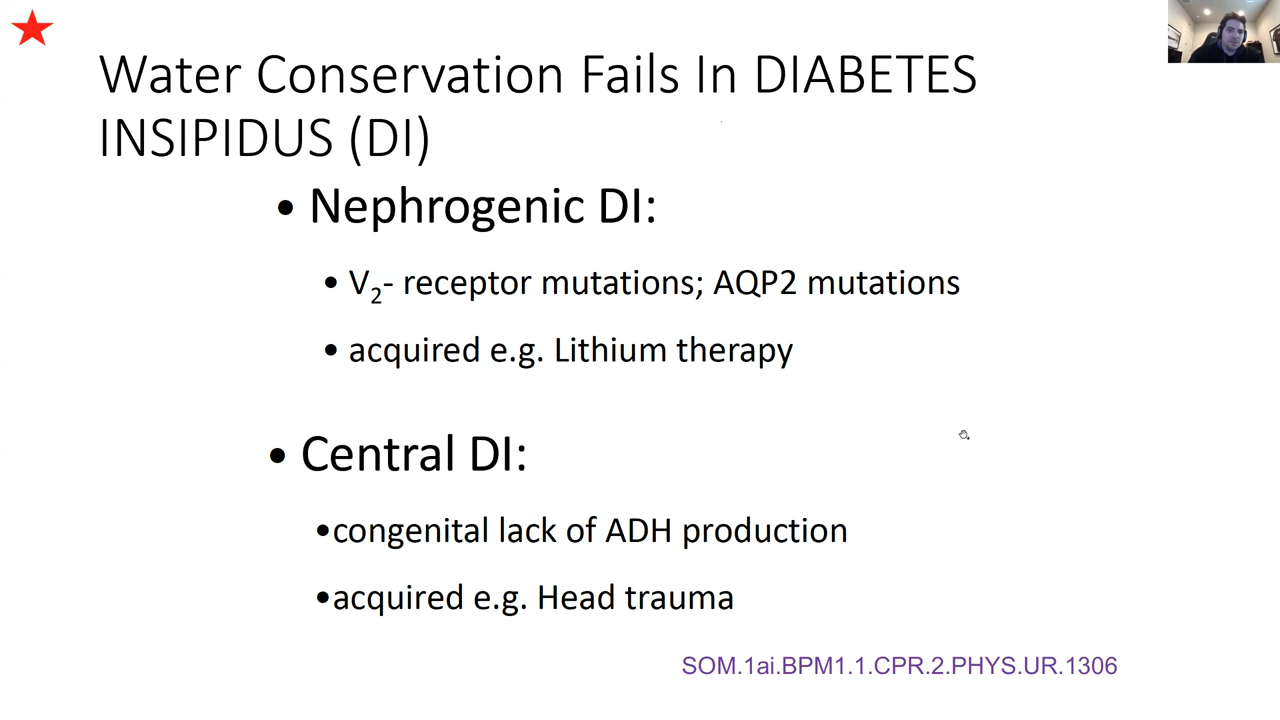 Water Conservation Fails In DIABETES
INSIPIDUS (DI)
• Nephrogenic DI:
• V₂- receptor mutations; AQP2 mutations
• acquired e.g. Lithium therapy
• Central DI:
•congenital lack of ADH production
•acquired e.g. Head trauma
SOM.1ai.BPM1.1.CPR.2.PHYS.UR.1306